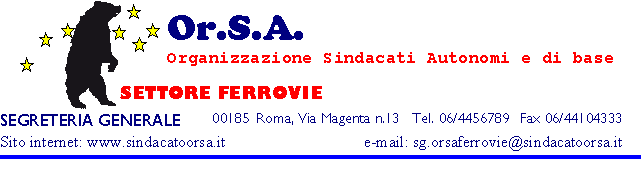 Or.S.A.
Organizzazione Sindacati Autonomi e di base
SETTORE FERROVIE
SEGRETERIA GENERALE 00185 Roma, Via Magenta n.13 Tel. 06/4456789 Fax 06/44104333
Sito internet: www.sindacatoorsa.it e-mail: sg.orsaferrovie@sindacatoorsa.it